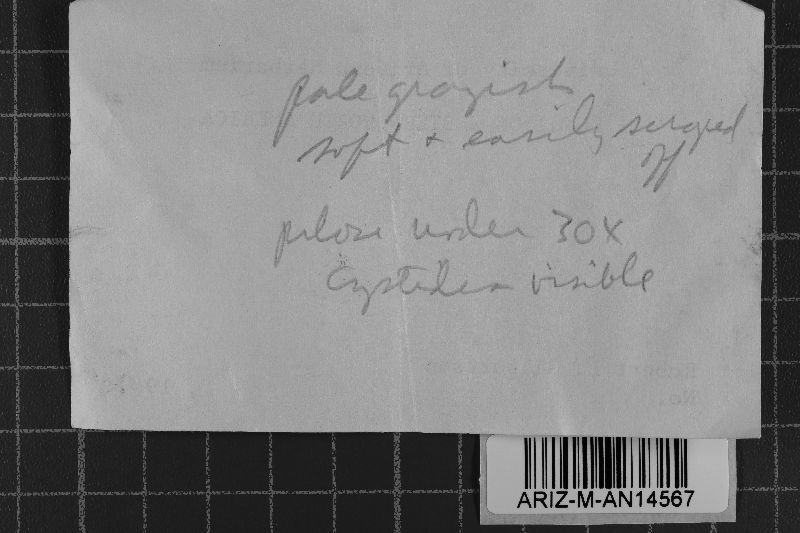 pale grayish
soft + easily scraped
off
pilose under 30X
Cystidia visible
ARIZ-M-AN14567